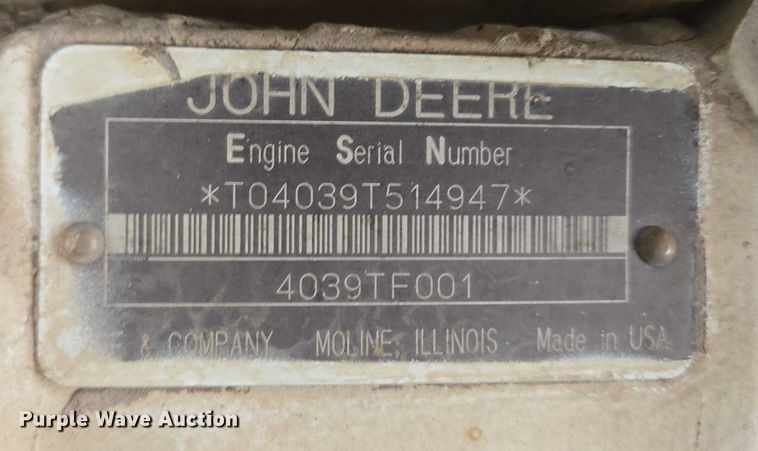 JOHN DEERE
Engine Serial Number
*T04039T514947*
4039TF001
& COMPANY MOLINE, ILLINOIS Made in USA
Purple Wave Auction